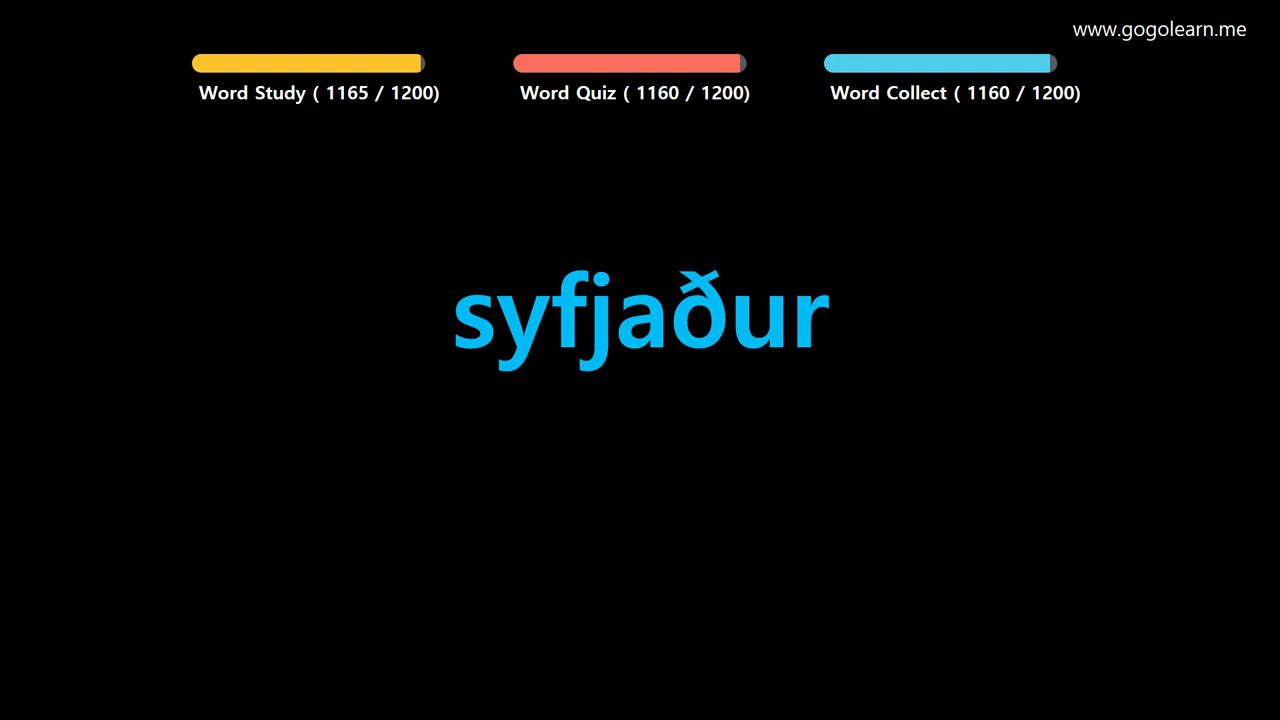 www.gogolearn.me
Word Study ( 1165 / 1200)
Word Quiz ( 1160 / 1200)
Word Collect ( 1160 / 1200)
syfjaður